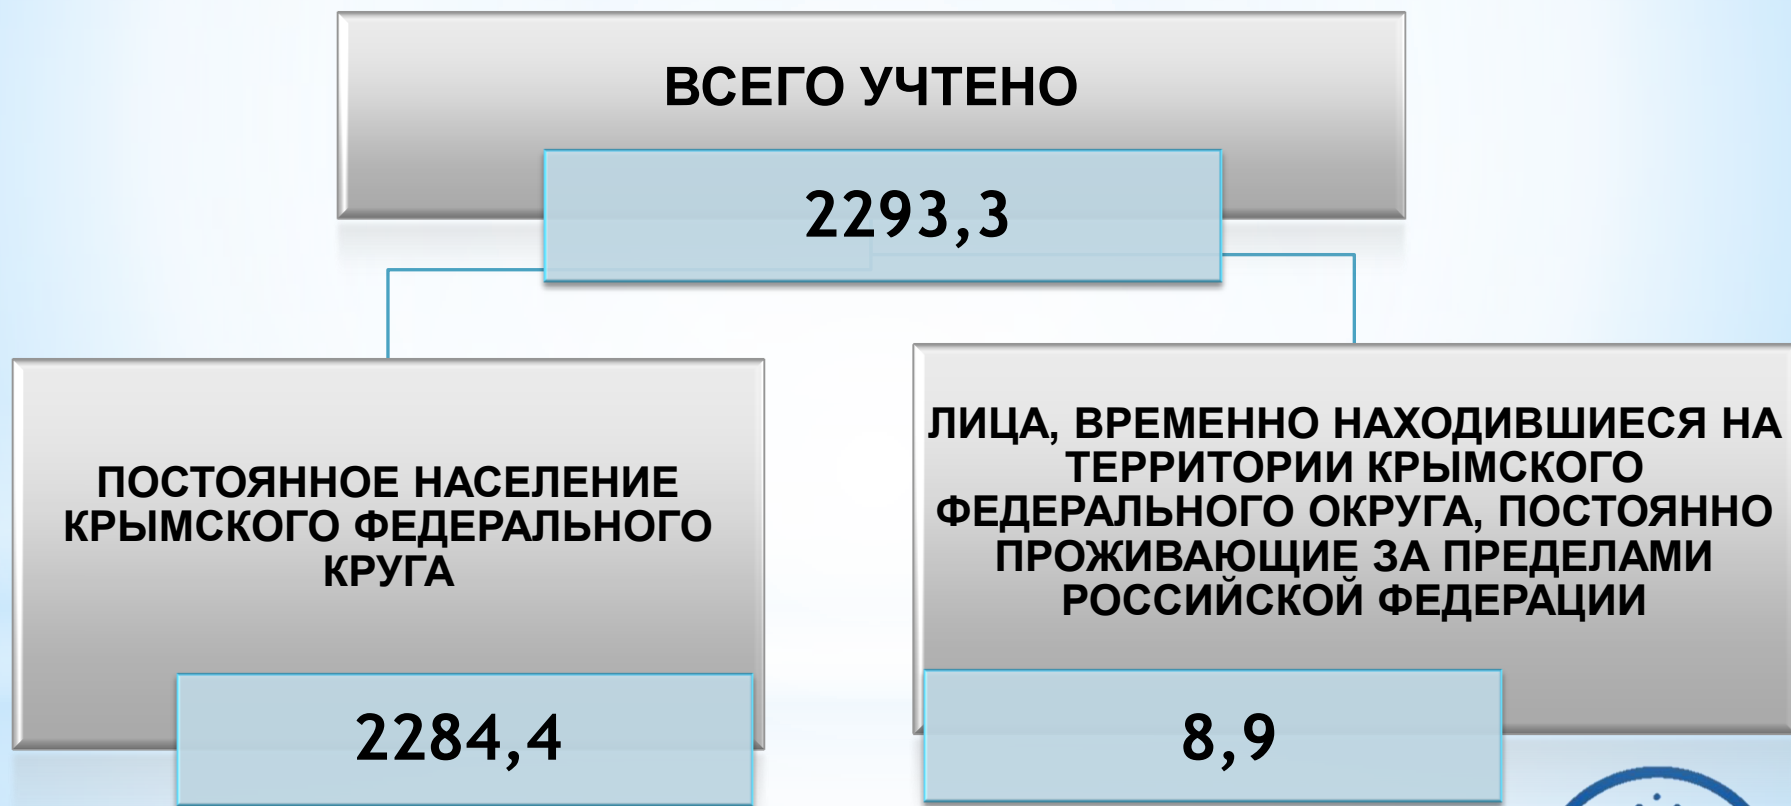 ВСЕГО УЧТЕНО
2293,3
ПОСТОЯННОЕ НАСЕЛЕНИЕ
КРЫМСКОГО ФЕДЕРАЛЬНОГО
КРУГА
2284,4
ЛИЦА, ВРЕМЕННО НАХОДИВШИЕСЯ НА
ТЕРРИТОРИИ КРЫМСКОГО
ФЕДЕРАЛЬНОГО ОКРУГА, ПОСТОЯННО
ПРОЖИВАЮЩИЕ ЗА ПРЕДЕЛАМИ
РОССИЙСКОЙ ФЕДЕРАЦИИ
8,9